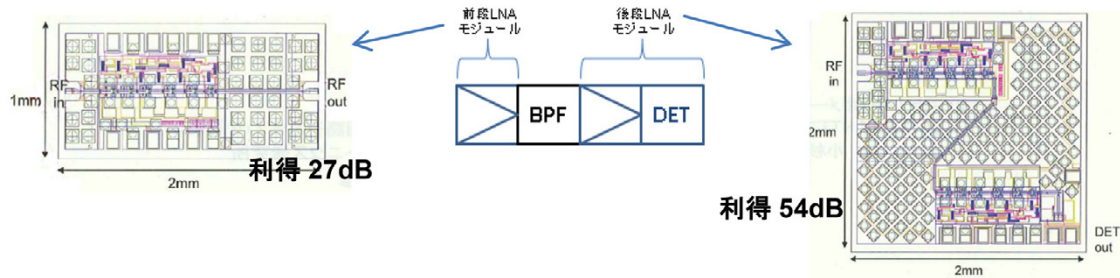 前段LNA
モジュール
後段LNA
モジュール
RF
in
RF
out
1mm
2mm
利得 27dB
BPF
DET
RF
in
2mm
利得 54dB
2mm
DET
out